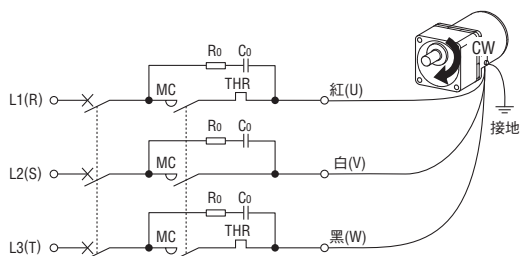 R0 C0
CW
MC THR
L1(R) 紅(U)
接地
R0 C0
MC
L2(S) 白(V)
R0 C0
MC THR
L3(T) 黑(W)